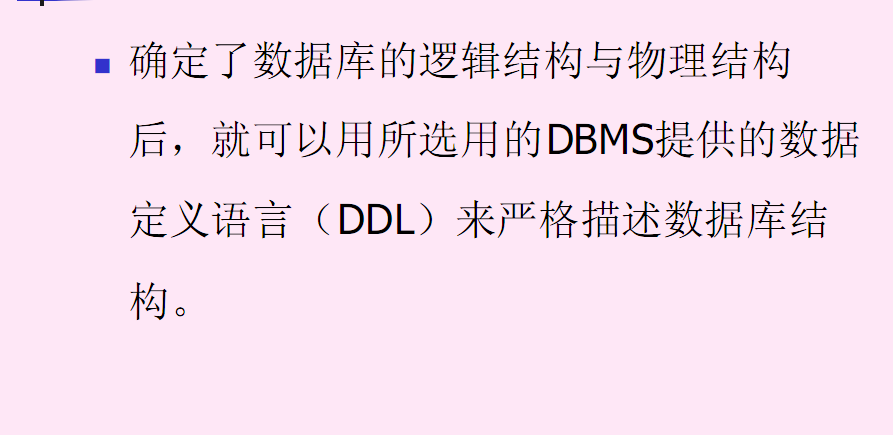 确定了数据库的逻辑结构与物理结构
后，就可以用所选用的DBMS提供的数据
定义语言（DDL）来严格描述数据库结
构。